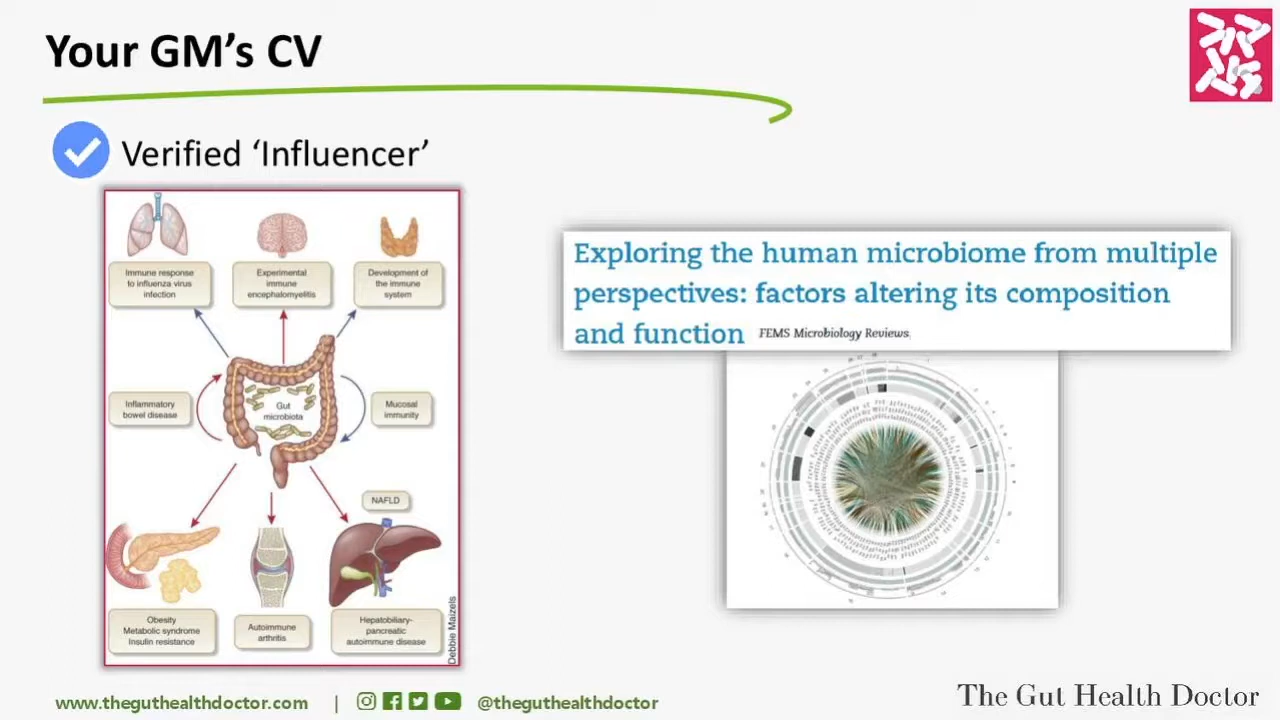 Your GM's CV
Verified ‘Influencer’
Immune response
to influenza virus
infection
Experimental
immune
encephalomyelitis
Development of
the immune
system
Inflammatory
bowel disease
Gut
microbiota
Mucosal
immunity
NAFLD
Obesity
Metabolic syndrome
Insulin resistance
Autoimmune
arthritis
Hepatobiliary-
pancreatic
autoimmune disease
Debbie Maizels
Exploring the human microbiome from multiple
perspectives: factors altering its composition
and function FEMS Microbiology Reviews.
www.theguthealthdoctor.com | @theguthealthdoctor
The Gut Health Doctor